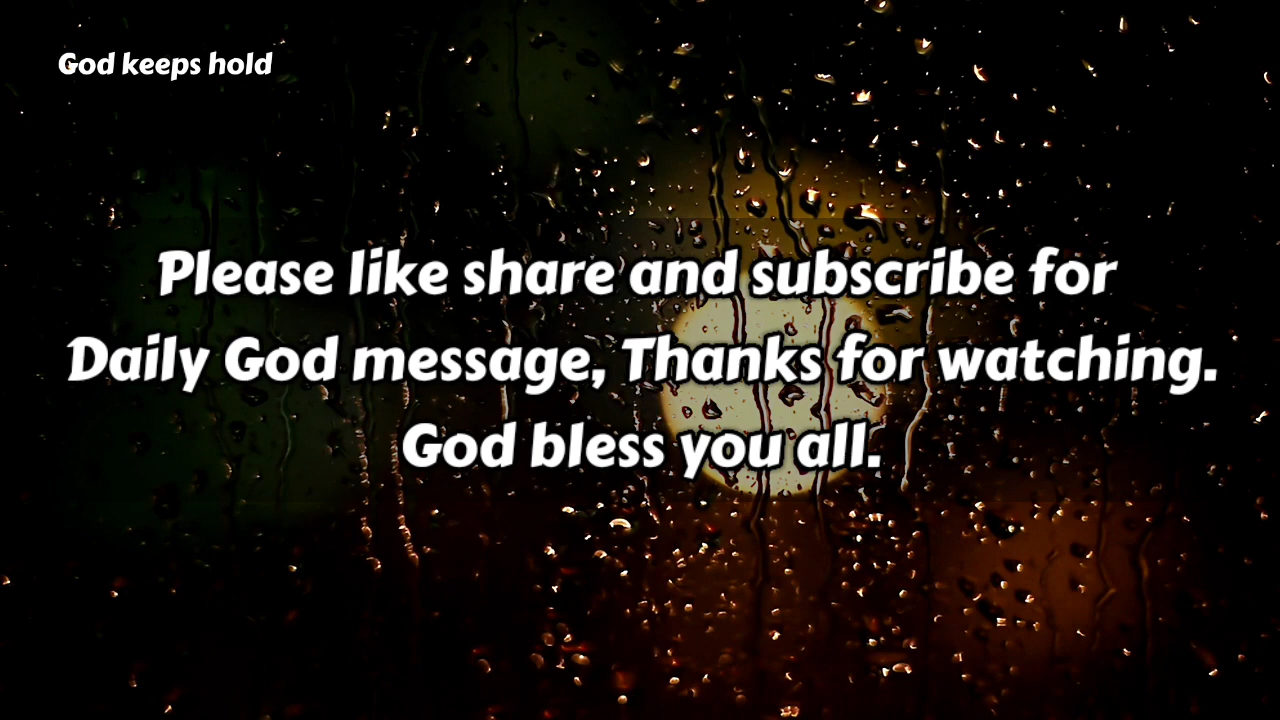 God keeps hold
Please like share and subscribe for
Daily God message, Thanks for watching.
God bless you all.